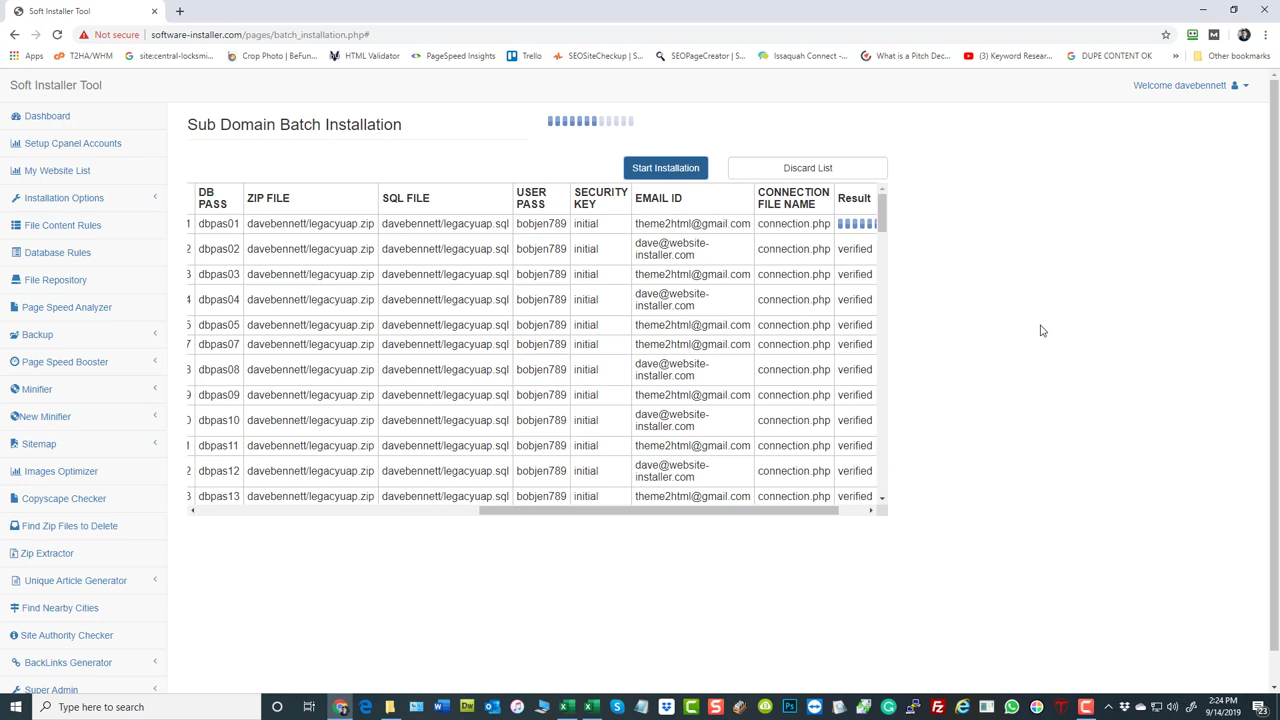 Soft Installer Tool
Not secure | software-installer.com/pages/batch_installation.php#
Apps T2HA/WHM site:central-locksmi... Crop Photo | BeFun... HTML Validator PageSpeed Insights Trello SEOSiteCheckup | S... SEOPageCreator | S... Issaquah Connect -... What is a Pitch Dec... (3) Keyword Resear... DUPE CONTENT OK » Other bookmarks
Soft Installer Tool
Welcome davebennett
Dashboard
Setup Cpanel Accounts
My Website List
Installation Options
File Content Rules
Database Rules
File Repository
Page Speed Analyzer
Backup
Page Speed Booster
Minifier
New Minifier
Sitemap
Images Optimizer
Copyscape Checker
Find Zip Files to Delete
Zip Extractor
Unique Article Generator
Find Nearby Cities
Site Authority Checker
BackLinks Generator
Super Admin
Sub Domain Batch Installation
Start Installation Discard List
DB PASS ZIP FILE SQL FILE USER PASS SECURITY KEY EMAIL ID CONNECTION FILE NAME Result
1 dbpas01 davebennett/legacyuap.zip davebennett/legacyuap.sql bobjen789 initial theme2html@gmail.com connection.php
2 dbpas02 davebennett/legacyuap.zip davebennett/legacyuap.sql bobjen789 initial dave@website-installer.com connection.php verified
3 dbpas03 davebennett/legacyuap.zip davebennett/legacyuap.sql bobjen789 initial theme2html@gmail.com connection.php verified
4 dbpas04 davebennett/legacyuap.zip davebennett/legacyuap.sql bobjen789 initial dave@website-installer.com connection.php verified
5 dbpas05 davebennett/legacyuap.zip davebennett/legacyuap.sql bobjen789 initial theme2html@gmail.com connection.php verified
7 dbpas07 davebennett/legacyuap.zip davebennett/legacyuap.sql bobjen789 initial theme2html@gmail.com connection.php verified
8 dbpas08 davebennett/legacyuap.zip davebennett/legacyuap.sql bobjen789 initial dave@website-installer.com connection.php verified
9 dbpas09 davebennett/legacyuap.zip davebennett/legacyuap.sql bobjen789 initial theme2html@gmail.com connection.php verified
0 dbpas10 davebennett/legacyuap.zip davebennett/legacyuap.sql bobjen789 initial dave@website-installer.com connection.php verified
1 dbpas11 davebennett/legacyuap.zip davebennett/legacyuap.sql bobjen789 initial theme2html@gmail.com connection.php verified
2 dbpas12 davebennett/legacyuap.zip davebennett/legacyuap.sql bobjen789 initial dave@website-installer.com connection.php verified
3 dbpas13 davebennett/legacyuap.zip davebennett/legacyuap.sql bobjen789 initial theme2html@gmail.com connection.php verified
Type here to search
2:24 PM
9/14/2019